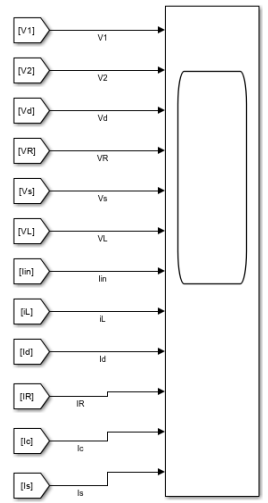 [V1]
V1
[V2]
V2
[Vd]
Vd
[VR]
VR
[Vs]
Vs
[VL]
VL
[Iin]
Iin
[iL]
iL
[Id]
Id
[IR]
IR
[Ic]
Ic
[Is]
Is